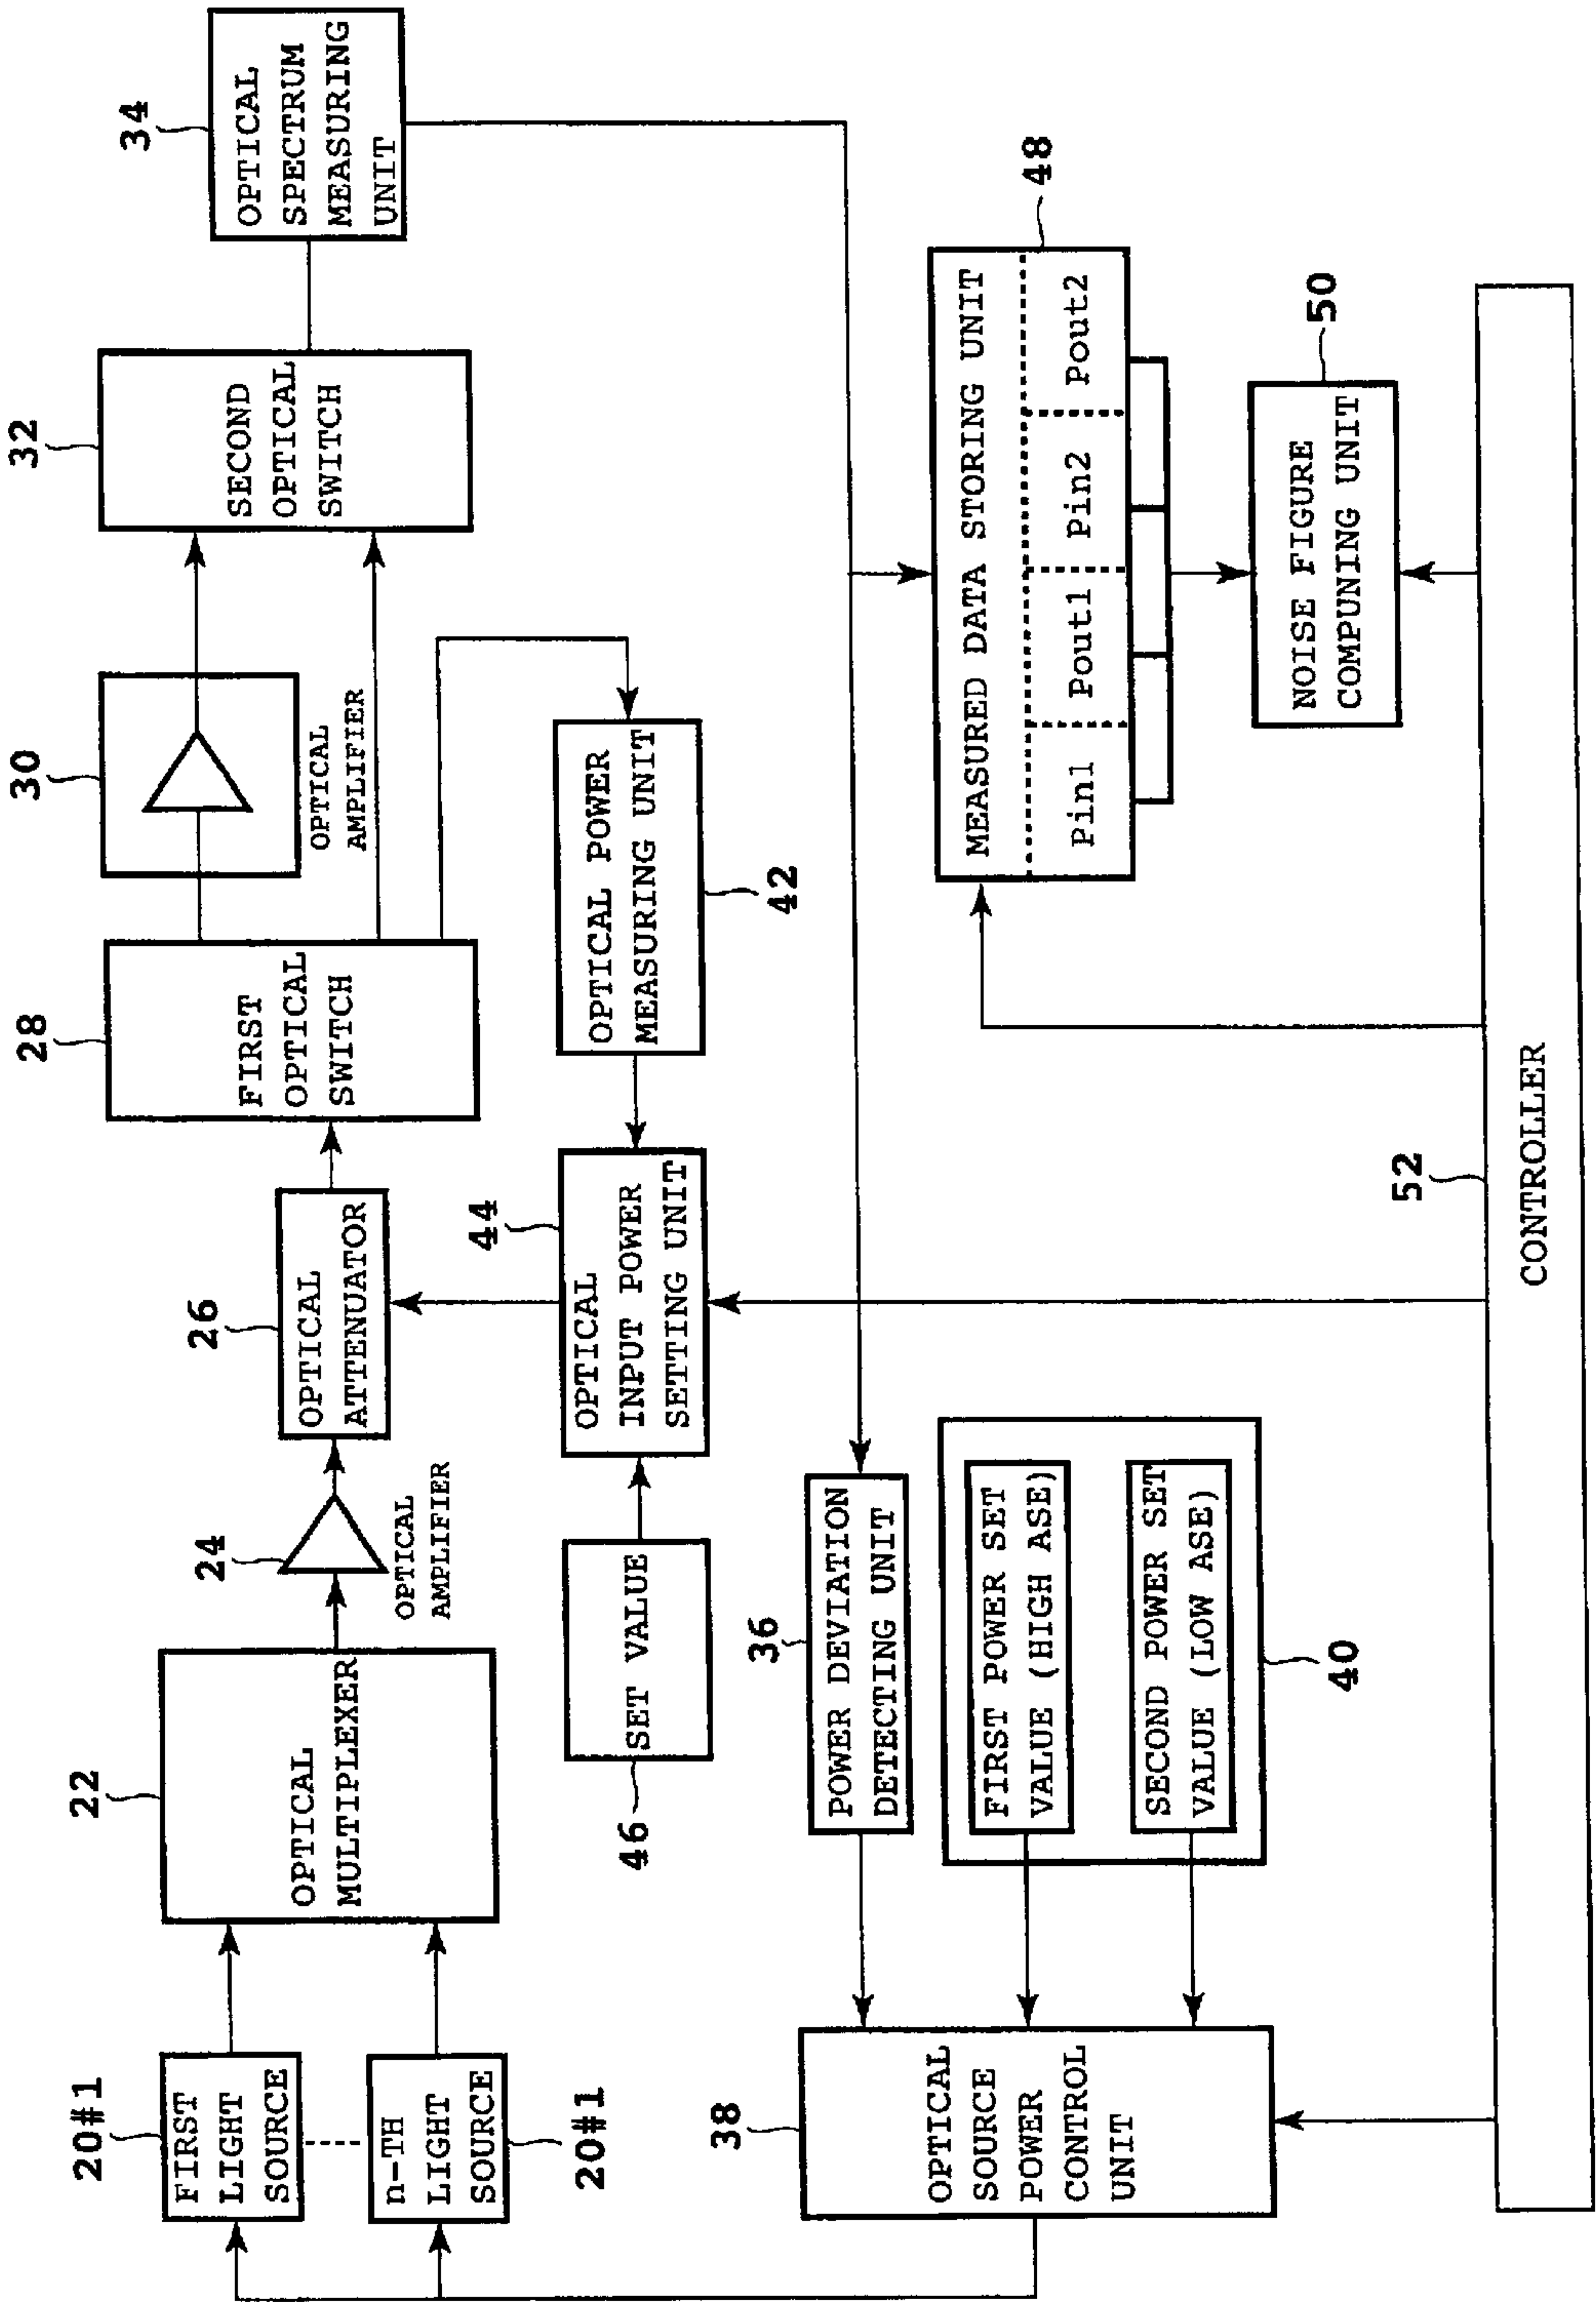 20#1
FIRST
LIGHT
SOURCE
n-TH
LIGHT
SOURCE
20#1
22
OPTICAL
MULTIPLEXER
24
OPTICAL
AMPLIFIER
26
OPTICAL
ATTENUATOR
28
FIRST
OPTICAL
SWITCH
30
OPTICAL
AMPLIFIER
32
SECOND
OPTICAL
SWITCH
34
OPTICAL
SPECTRUM
MEASURING
UNIT
46
SET VALUE
44
OPTICAL
INPUT POWER
SETTING UNIT
OPTICAL POWER
MEASURING UNIT
42
38
OPTICAL
SOURCE
POWER
CONTROL
UNIT
36
POWER DEVIATION
DETECTING UNIT
FIRST POWER SET
VALUE (HIGH ASE)
SECOND POWER SET
VALUE (LOW ASE)
40
48
MEASURED DATA STORING UNIT
Pin1 Pout1 Pin2 Pout2
50
NOISE FIGURE
COMPUNING UNIT
52
CONTROLLER